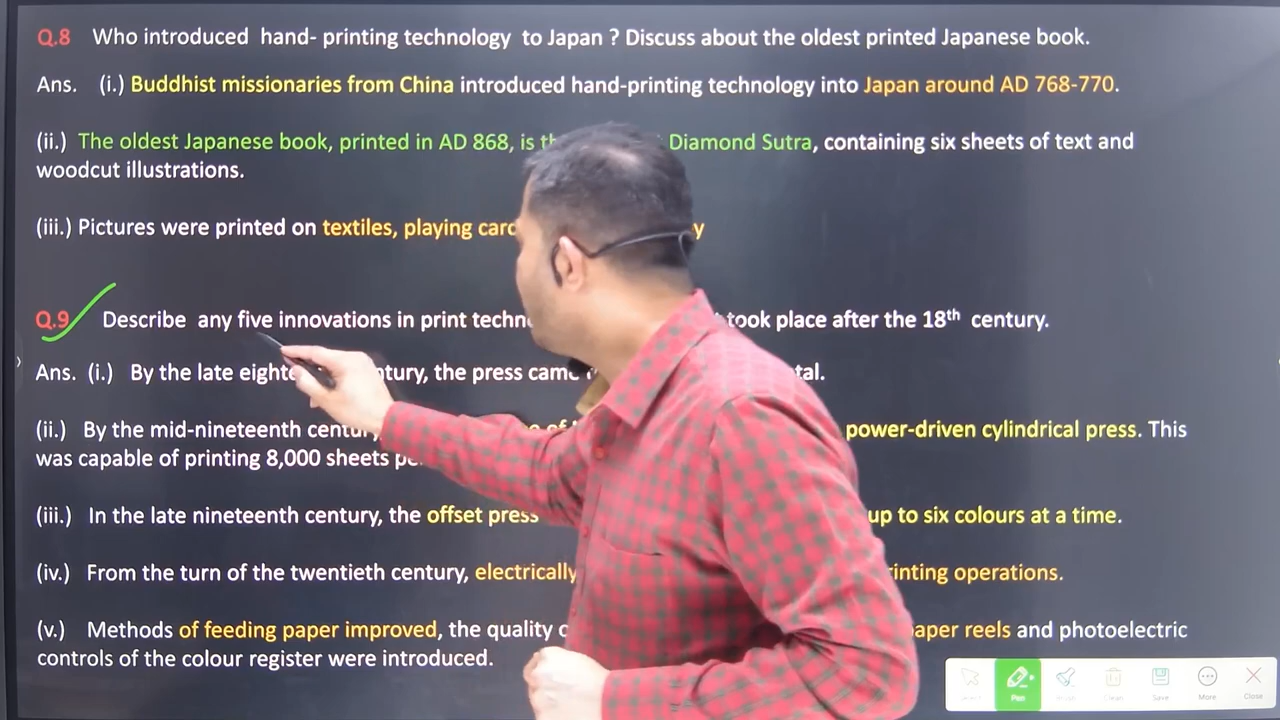 Q.8 Who introduced hand- printing technology to Japan ? Discuss about the oldest printed Japanese book.
Ans. (i.) Buddhist missionaries from China introduced hand-printing technology into Japan around AD 768-770.
(ii.) The oldest Japanese book, printed in AD 868, is Diamond Sutra, containing six sheets of text and
woodcut illustrations.
(iii.) Pictures were printed on textiles, playing
Q.9 Describe any five innovations in print took place after the 18th century.
Ans. (i.) By the late the press came
(ii.) By the mid-nineteenth power-driven cylindrical press. This
was capable of printing 8,000 sheets
(iii.) In the late nineteenth century, the offset press up to six colours at a time.
(iv.) From the turn of the twentieth century, electrically operations.
(v.) Methods of feeding paper improved, the quality reels and photoelectric
controls of the colour register were introduced.
Pen Save More Close